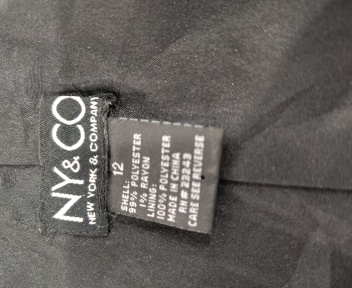 NY & CO
NEW YORK & COMPANY
12
SHELL:
99% POLYESTER
1% RAYON
LINING:
100% POLYESTER
MADE IN CHINA
RN# 23243
CARE SEE REVERSE